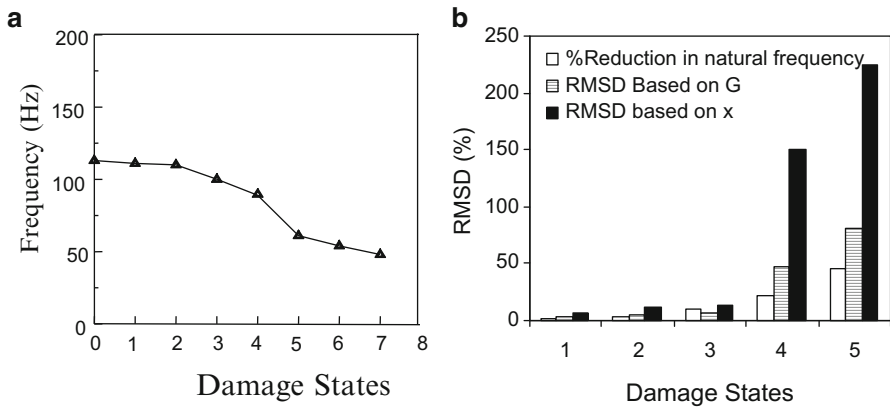 a
200
150
100
50
0
Frequency (Hz)
0 1 2 3 4 5 6 7 8
Damage States
b
250
200
150
100
50
0
RMSD (%)
%Reduction in natural frequency
RMSD Based on G
RMSD based on x
1 2 3 4 5
Damage States